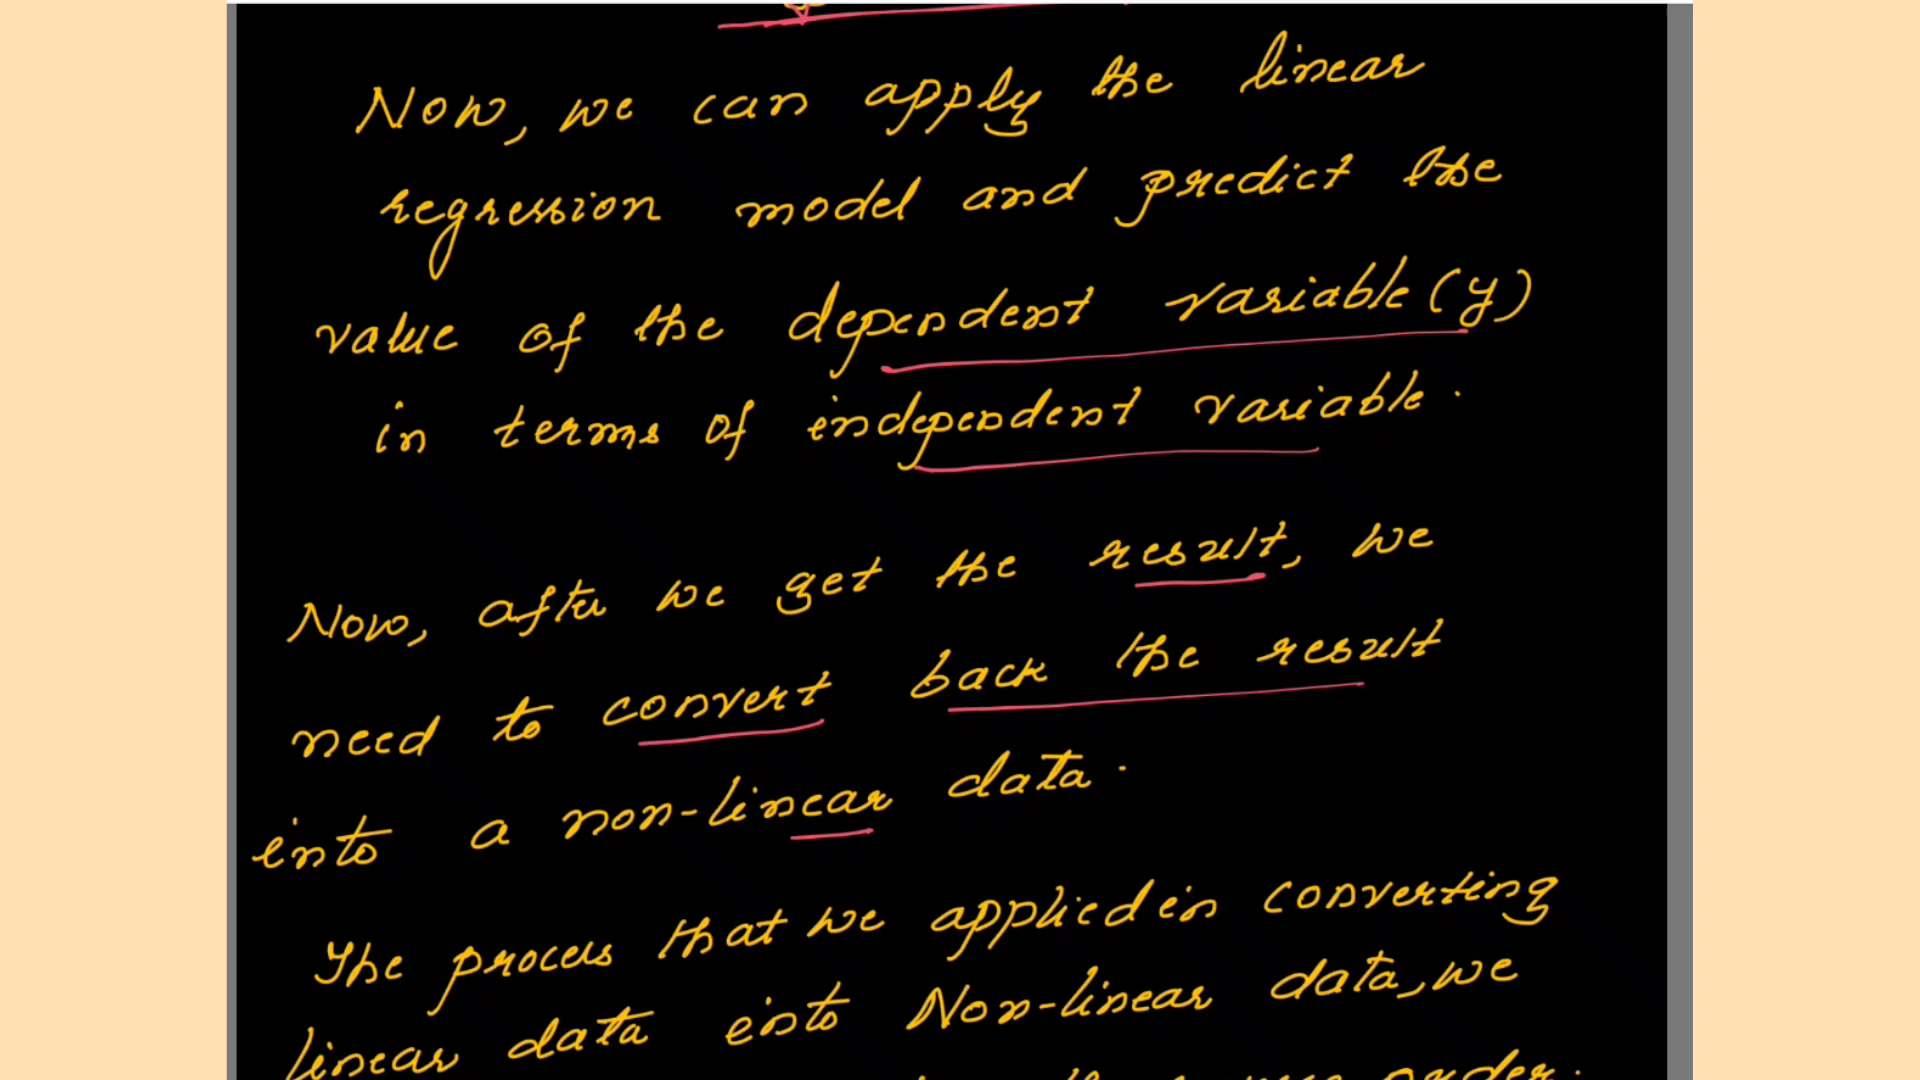 Now, we can apply the linear
regression model and predict the
value of the dependent variable (y)
in terms of independent variable.
Now, after we get the result, we
need to convert back the result
into a non-linear data.
The process that we applied in converting
linear data into Non-linear data, we
order.